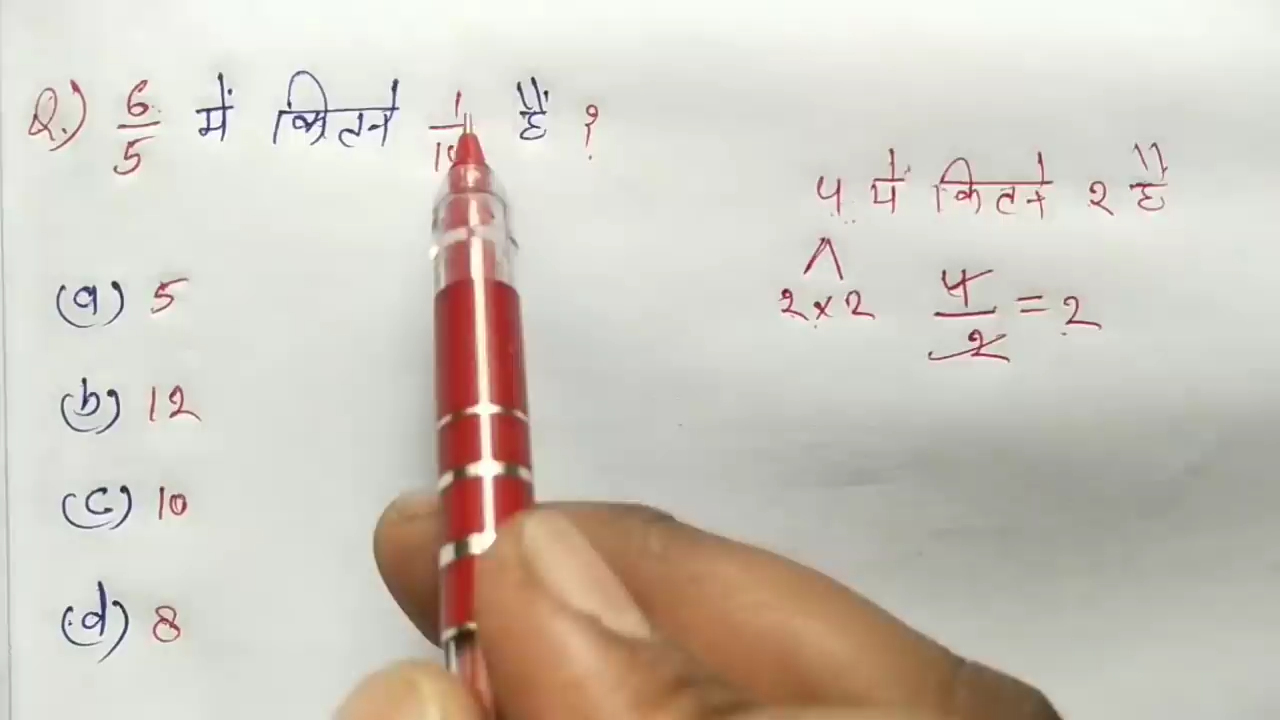 Q.) 6/5 में कितने 1/10 हैं ?
4 में कितने 2 हैं
2 × 2
4/2 = 2
(a) 5
(b) 12
(c) 10
(d) 8